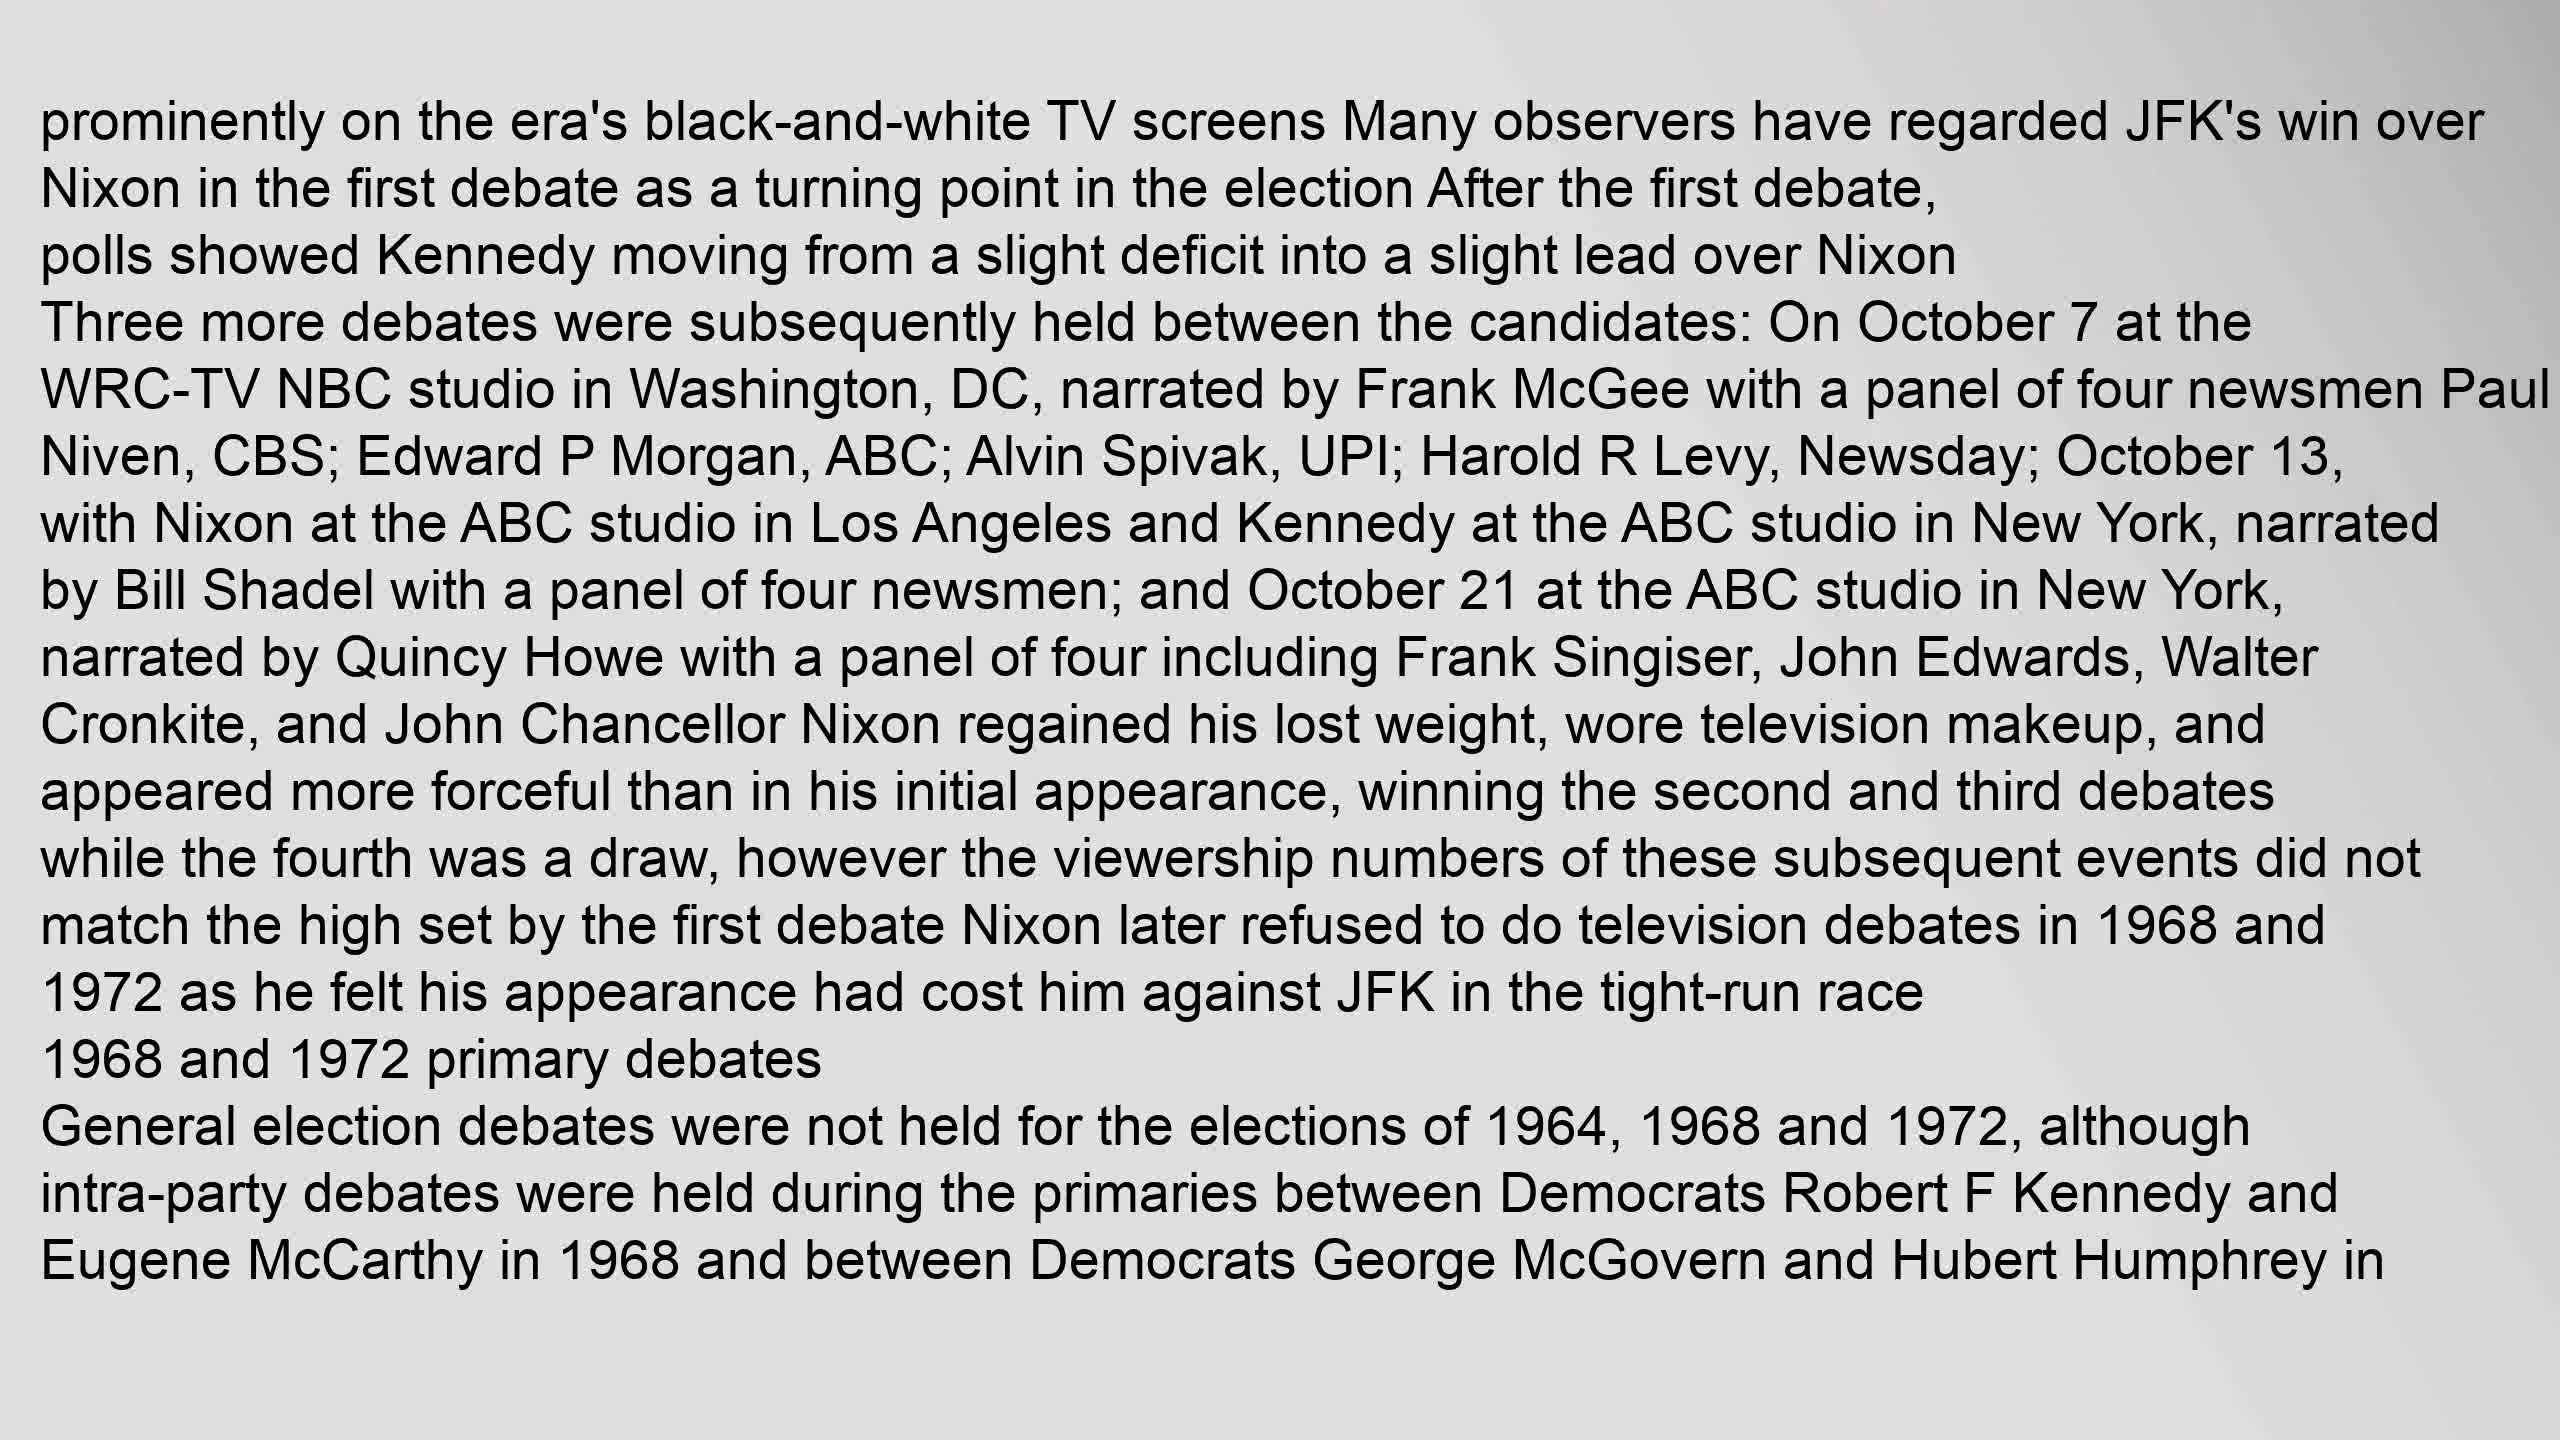 prominently on the era's black-and-white TV screens Many observers have regarded JFK's win over
Nixon in the first debate as a turning point in the election After the first debate,
polls showed Kennedy moving from a slight deficit into a slight lead over Nixon
Three more debates were subsequently held between the candidates: On October 7 at the
WRC-TV NBC studio in Washington, DC, narrated by Frank McGee with a panel of four newsmen Paul
Niven, CBS; Edward P Morgan, ABC; Alvin Spivak, UPI; Harold R Levy, Newsday; October 13,
with Nixon at the ABC studio in Los Angeles and Kennedy at the ABC studio in New York, narrated
by Bill Shadel with a panel of four newsmen; and October 21 at the ABC studio in New York,
narrated by Quincy Howe with a panel of four including Frank Singiser, John Edwards, Walter
Cronkite, and John Chancellor Nixon regained his lost weight, wore television makeup, and
appeared more forceful than in his initial appearance, winning the second and third debates
while the fourth was a draw, however the viewership numbers of these subsequent events did not
match the high set by the first debate Nixon later refused to do television debates in 1968 and
1972 as he felt his appearance had cost him against JFK in the tight-run race
1968 and 1972 primary debates
General election debates were not held for the elections of 1964, 1968 and 1972, although
intra-party debates were held during the primaries between Democrats Robert F Kennedy and
Eugene McCarthy in 1968 and between Democrats George McGovern and Hubert Humphrey in